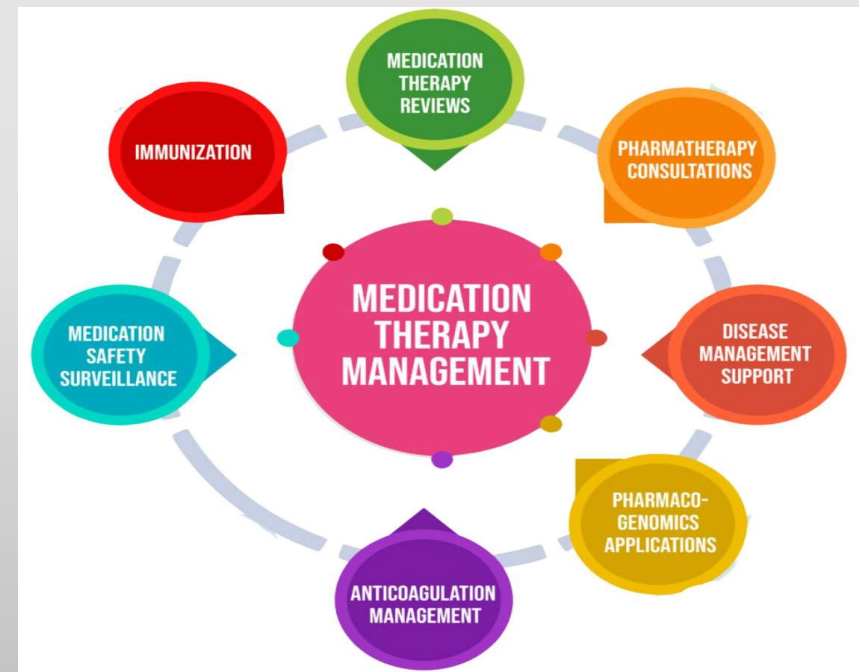 MEDICATION
THERAPY
REVIEWS
PHARMATHERAPY
CONSULTATIONS
DISEASE
MANAGEMENT
SUPPORT
PHARMACO-
GENOMICS
APPLICATIONS
ANTICOAGULATION
MANAGEMENT
MEDICATION
SAFETY
SURVEILLANCE
IMMUNIZATION
MEDICATION
THERAPY
MANAGEMENT